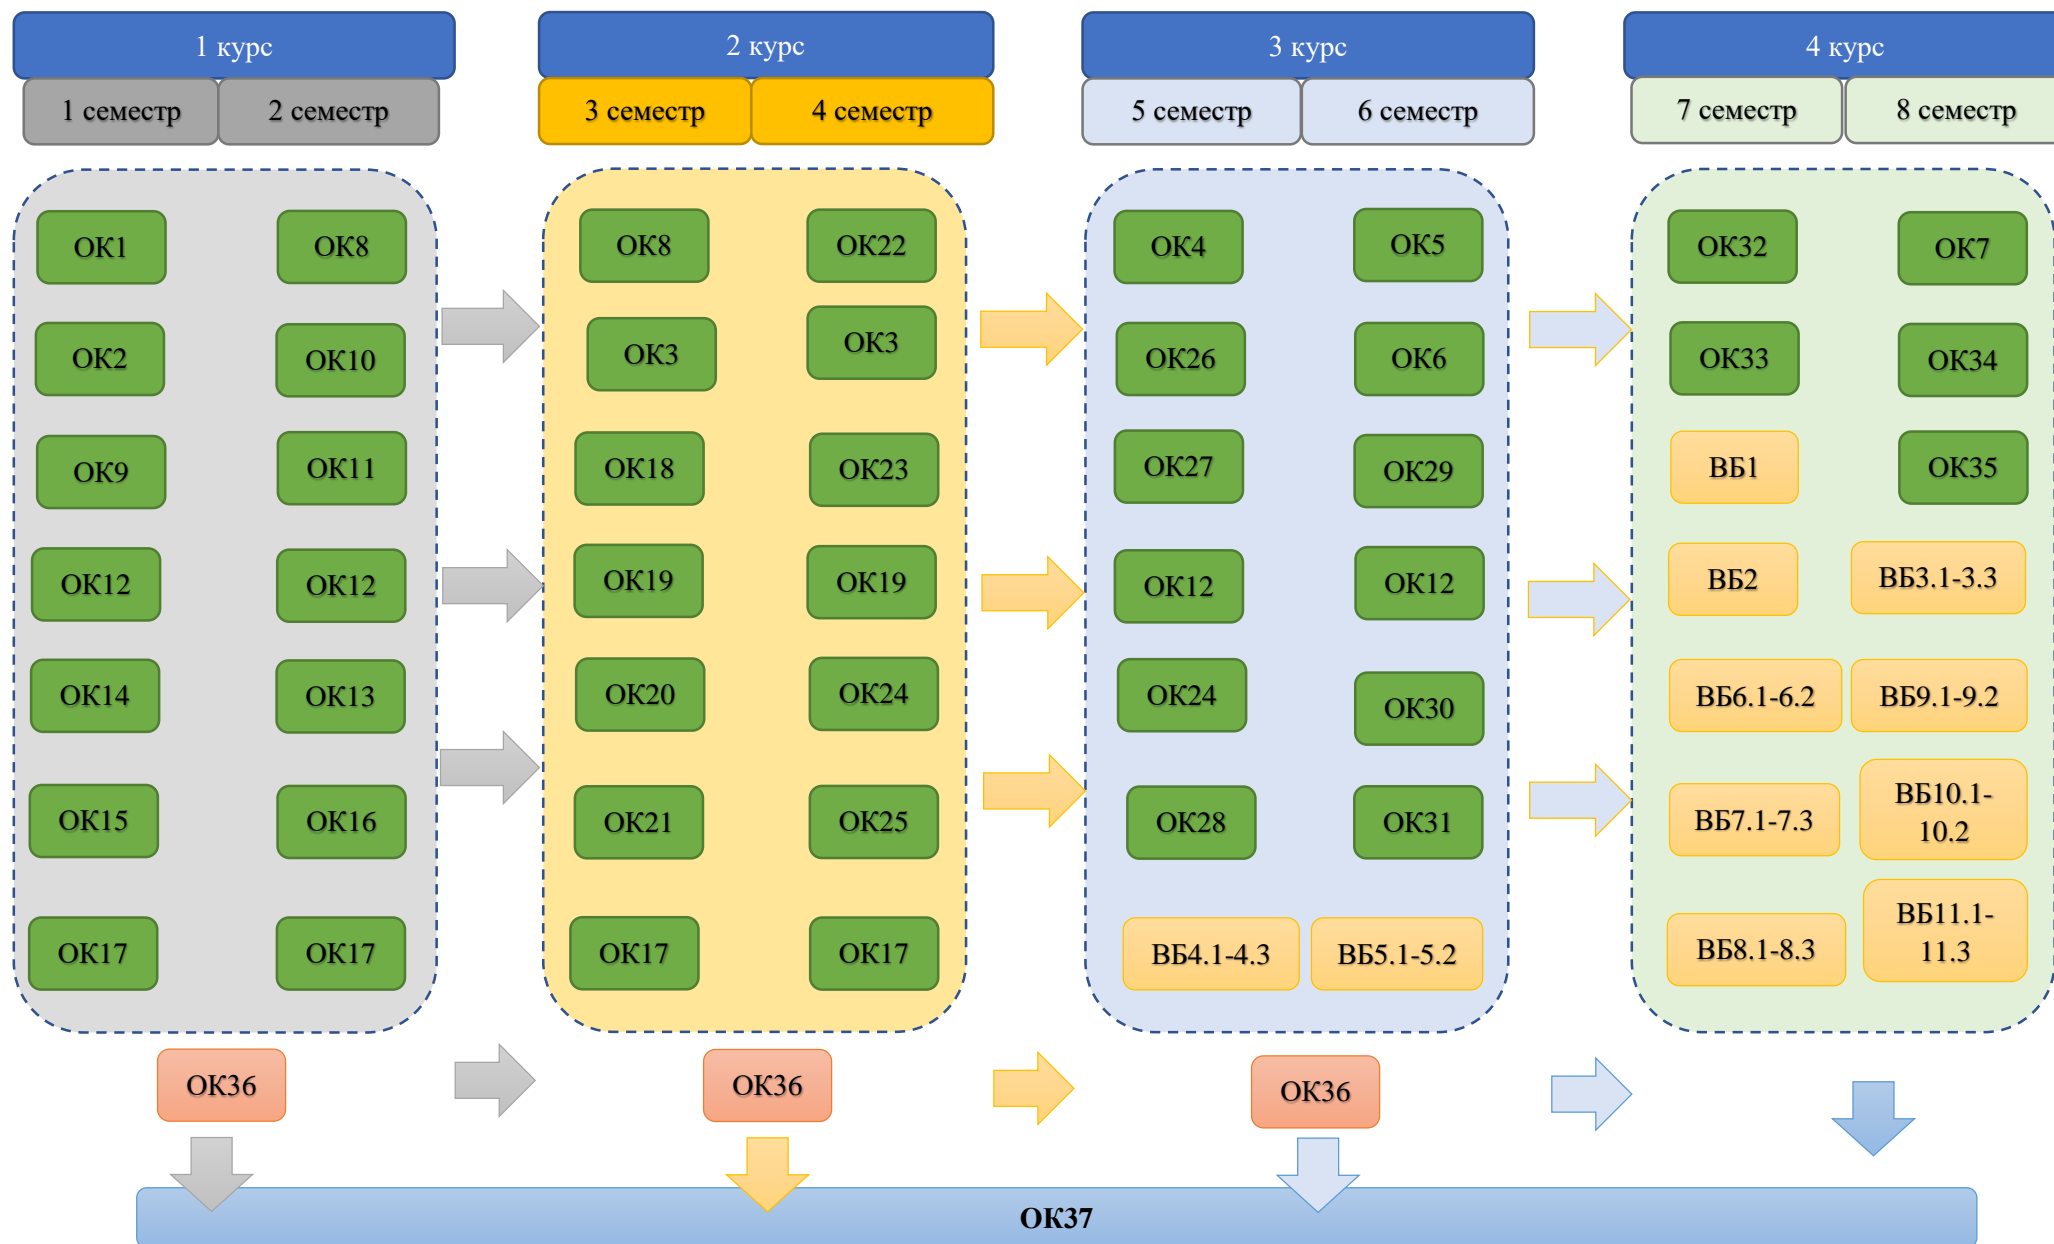 1 курс
2 курс
3 курс
4 курс
1 семестр
2 семестр
3 семестр
4 семестр
5 семестр
6 семестр
7 семестр
8 семестр
ОК1
ОК8
ОК8
ОК22
ОК4
ОК5
ОК32
ОК7
ОК2
ОК10
ОК3
ОК3
ОК26
ОК6
ОК33
ОК34
ОК9
ОК11
ОК18
ОК23
ОК27
ОК29
ВБ1
ОК35
ОК12
ОК12
ОК19
ОК19
ОК12
ОК12
ВБ2
ВБ3.1-3.3
ОК14
ОК13
ОК20
ОК24
ОК24
ОК30
ВБ6.1-6.2
ВБ9.1-9.2
ОК15
ОК16
ОК21
ОК25
ОК28
ОК31
ВБ7.1-7.3
ВБ10.1-
10.2
ОК17
ОК17
ОК17
ОК17
ВБ4.1-4.3
ВБ5.1-5.2
ВБ8.1-8.3
ВБ11.1-
11.3
ОК36
ОК36
ОК36
ОК37